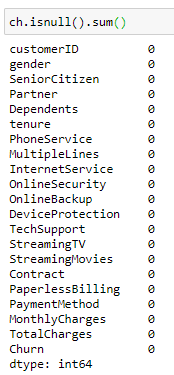 ch.isnull().sum()
customerID 0
gender 0
SeniorCitizen 0
Partner 0
Dependents 0
tenure 0
PhoneService 0
MultipleLines 0
InternetService 0
OnlineSecurity 0
OnlineBackup 0
DeviceProtection 0
TechSupport 0
StreamingTV 0
StreamingMovies 0
Contract 0
PaperlessBilling 0
PaymentMethod 0
MonthlyCharges 0
TotalCharges 0
Churn 0
dtype: int64